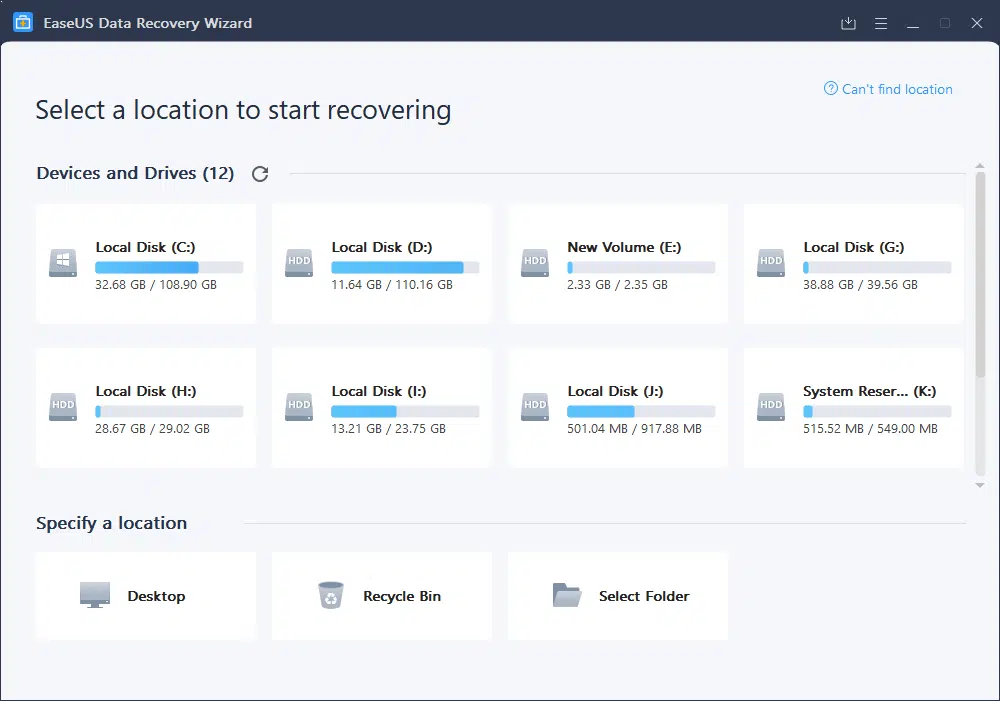 EaseUS Data Recovery Wizard
Can't find location
Select a location to start recovering
Devices and Drives (12)
Local Disk (C:)
32.68 GB / 108.90 GB
HDD
Local Disk (D:)
11.64 GB / 110.16 GB
HDD
New Volume (E:)
2.33 GB / 2.35 GB
HDD
Local Disk (G:)
38.88 GB / 39.56 GB
HDD
Local Disk (H:)
28.67 GB / 29.02 GB
HDD
Local Disk (I:)
13.21 GB / 23.75 GB
HDD
Local Disk (J:)
501.04 MB / 917.88 MB
HDD
System Reser... (K:)
515.52 MB / 549.00 MB
Specify a location
Desktop
Recycle Bin
Select Folder